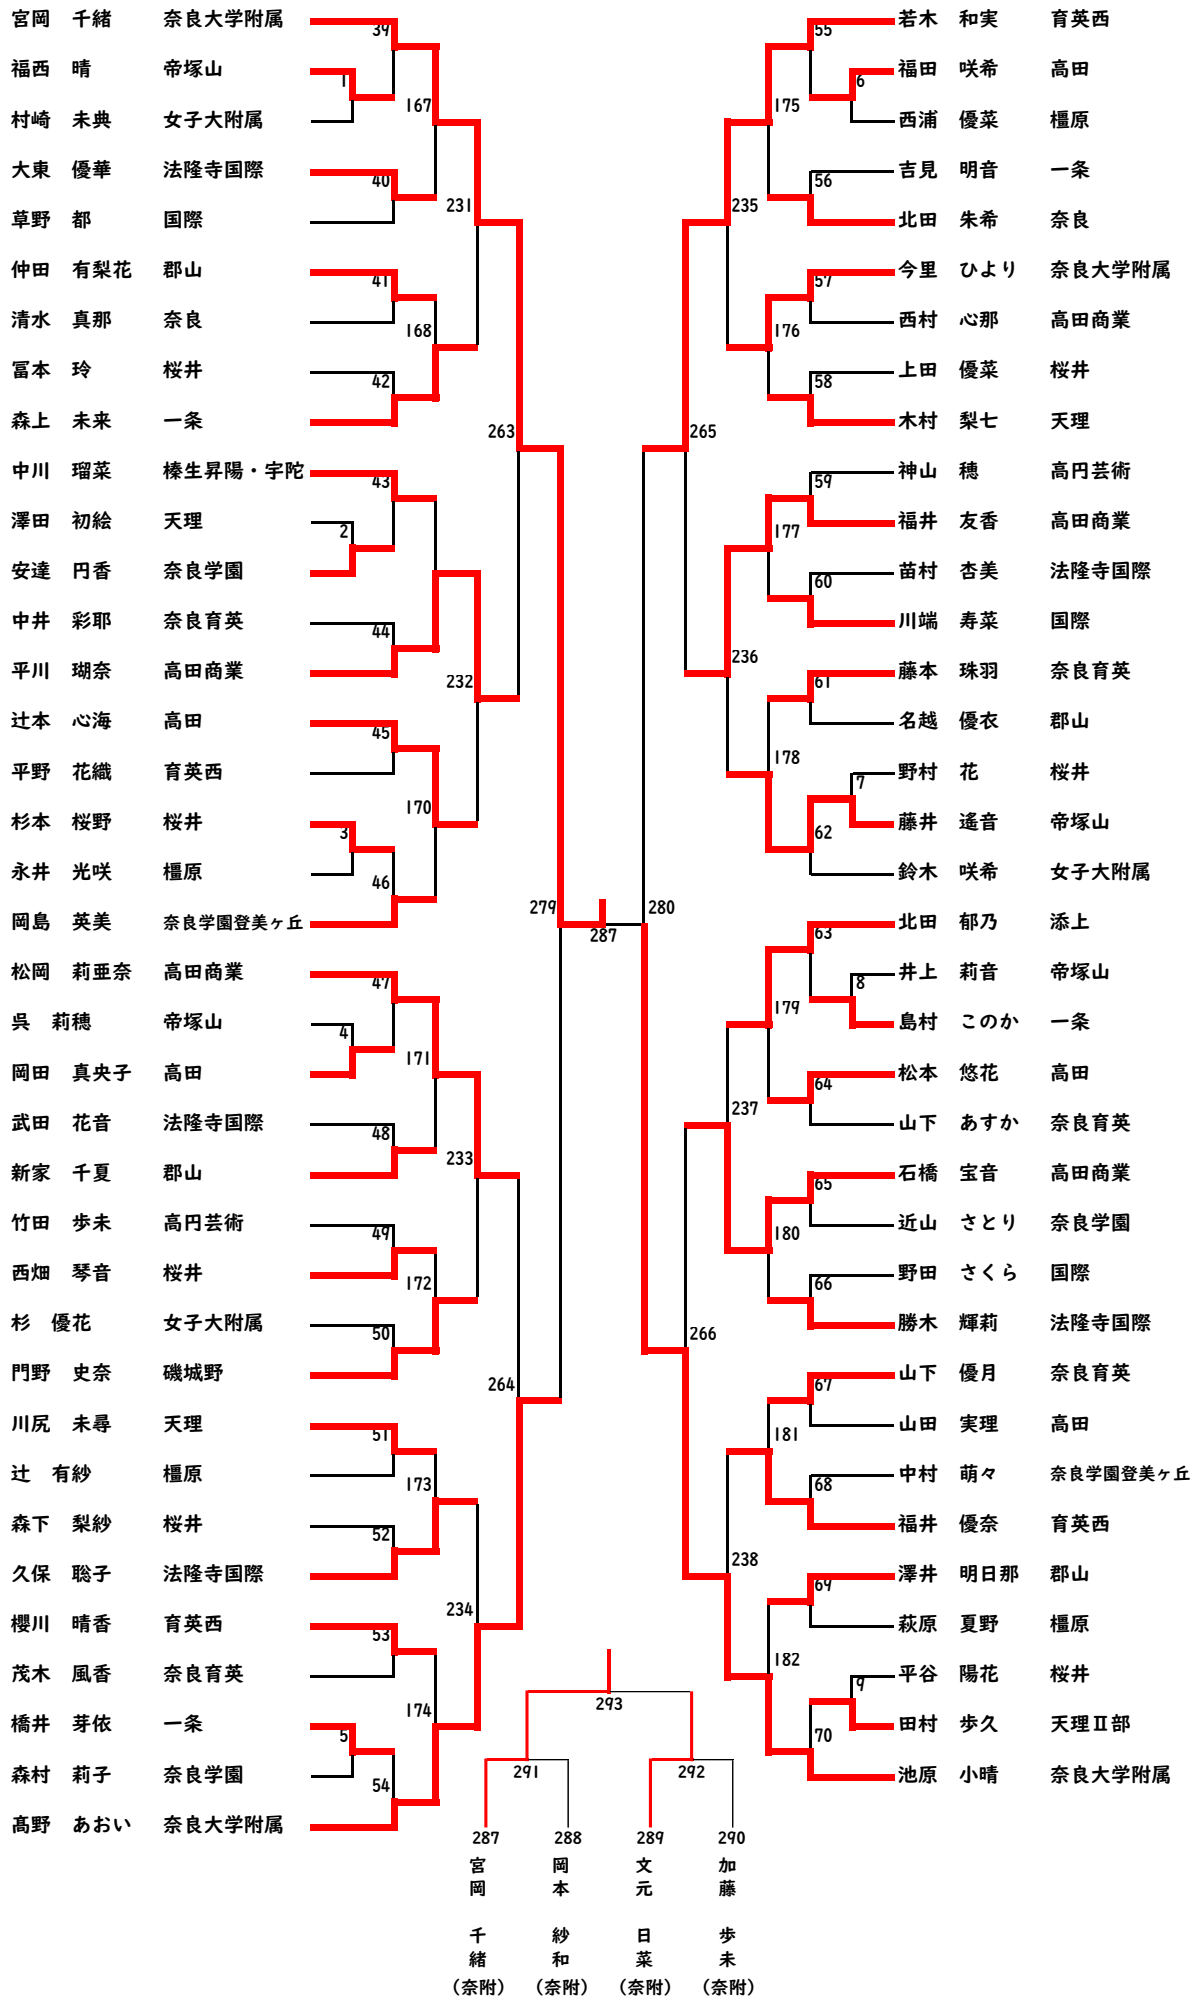 宮岡 千緒 奈良大学附属
福西 晴 帝塚山
村崎 未典 女子大附属
大東 優華 法隆寺国際
草野 都 国際
仲田 有梨花 郡山
清水 真那 奈良
冨本 玲 桜井
森上 未来 一条
中川 瑠菜 榛生昇陽・宇陀
澤田 初絵 天理
安達 円香 奈良学園
中井 彩耶 奈良育英
平川 瑚奈 高田商業
辻本 心海 高田
平野 花織 育英西
杉本 桜野 桜井
永井 光咲 橿原
岡島 英美 奈良学園登美ヶ丘
松岡 莉亜奈 高田商業
呉 莉穂 帝塚山
岡田 真央子 高田
武田 花音 法隆寺国際
新家 千夏 郡山
竹田 歩未 高円芸術
西畑 琴音 桜井
杉 優花 女子大附属
門野 史奈 磯城野
川尻 未尋 天理
辻 有紗 橿原
森下 梨紗 桜井
久保 聡子 法隆寺国際
櫻川 晴香 育英西
茂木 風香 奈良育英
橋井 芽依 一条
森村 莉子 奈良学園
髙野 あおい 奈良大学附属
39
1
40
41
42
43
2
44
45
3
46
47
4
48
49
50
51
52
53
5
54
167
168
170
171
172
173
174
231
232
233
234
263
264
279
287
280
265
266
235
236
237
238
175
176
177
178
179
180
181
182
55
6
56
57
58
59
60
61
7
62
63
8
64
65
66
67
68
69
9
70
若木 和実 育英西
福田 咲希 高田
西浦 優菜 橿原
吉見 明音 一条
北田 朱希 奈良
今里 ひより 奈良大学附属
西村 心那 高田商業
上田 優菜 桜井
木村 梨七 天理
神山 穂 高円芸術
福井 友香 高田商業
苗村 杏美 法隆寺国際
川端 寿菜 国際
藤本 珠羽 奈良育英
名越 優衣 郡山
野村 花 桜井
藤井 遙音 帝塚山
鈴木 咲希 女子大附属
北田 郁乃 添上
井上 莉音 帝塚山
島村 このか 一条
松本 悠花 高田
山下 あすか 奈良育英
石橋 宝音 高田商業
近山 さとり 奈良学園
野田 さくら 国際
勝木 輝莉 法隆寺国際
山下 優月 奈良育英
山田 実理 高田
中村 萌々 奈良学園登美ヶ丘
福井 優奈 育英西
澤井 明日那 郡山
萩原 夏野 橿原
平谷 陽花 桜井
田村 歩久 天理Ⅱ部
池原 小晴 奈良大学附属
293
291
292
287
288
289
290
宮岡 千緒（奈附）
岡本 紗和（奈附）
文元 日菜（奈附）
加藤 歩未（奈附）